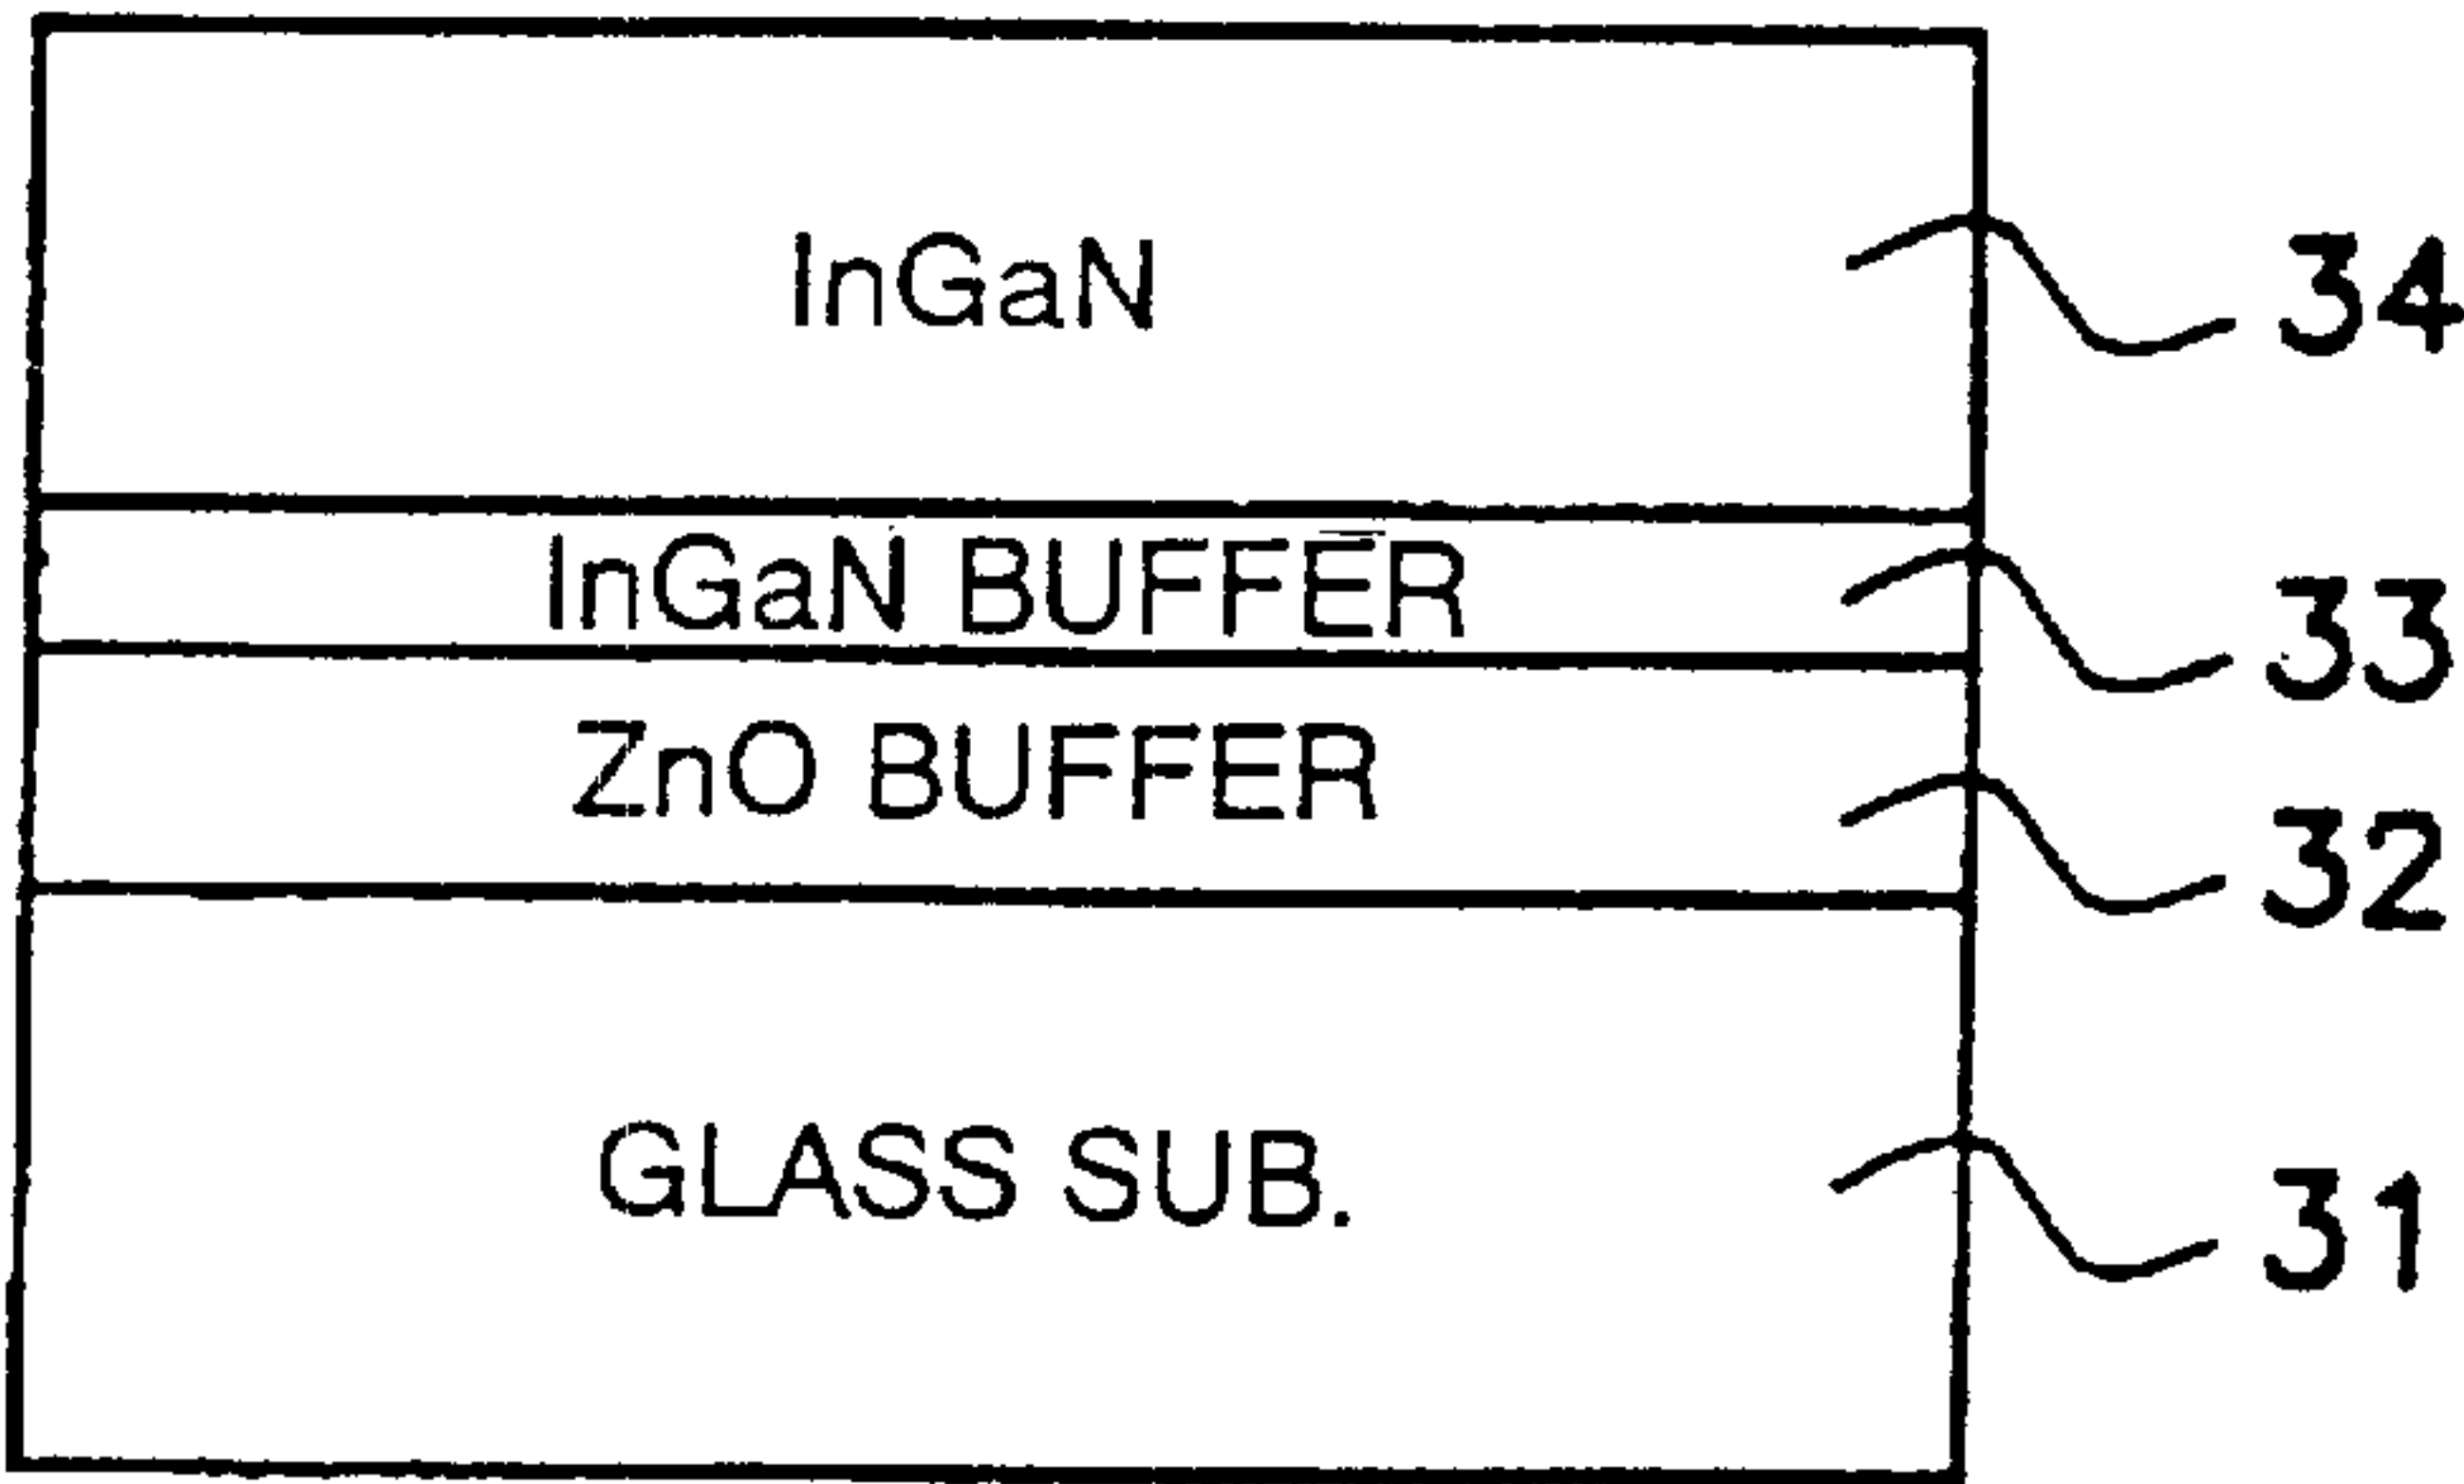 InGaN
34
InGaN BUFFER
33
ZnO BUFFER
32
GLASS SUB.
31